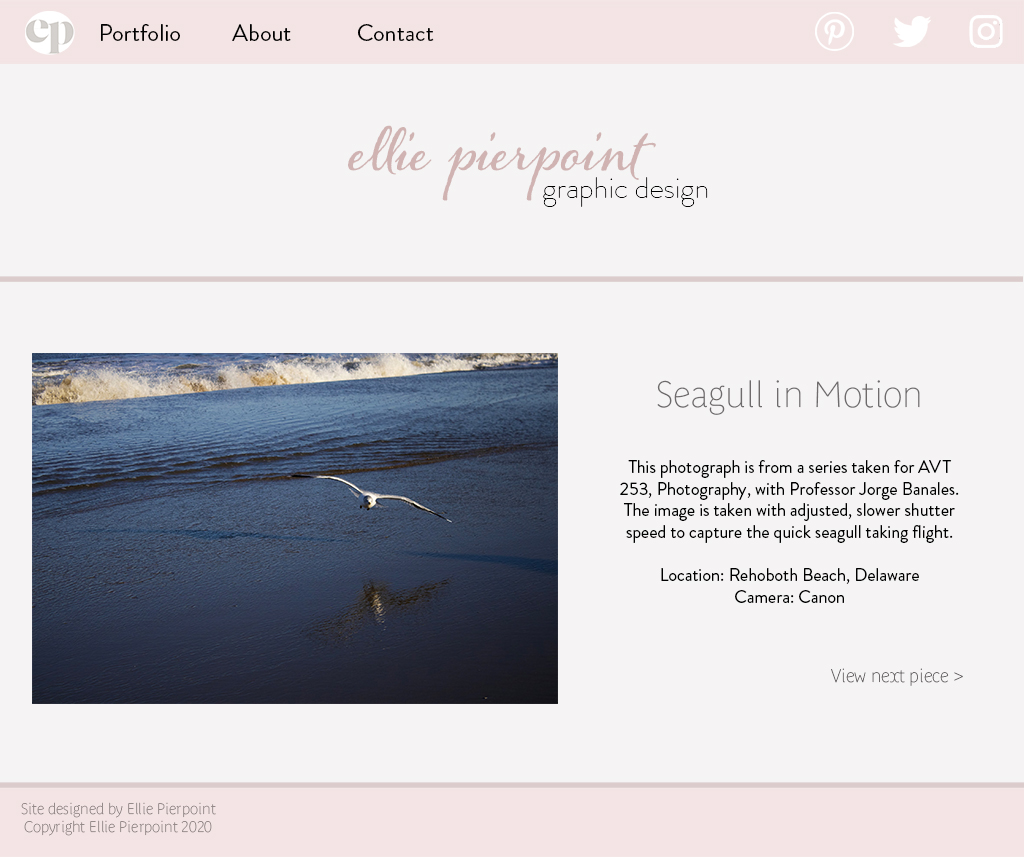 ep
Portfolio
About
Contact
ellie pierpoint
graphic design
Seagull in Motion
This photograph is from a series taken for AVT
253, Photography, with Professor Jorge Banales.
The image is taken with adjusted, slower shutter
speed to capture the quick seagull taking flight.
Location: Rehoboth Beach, Delaware
Camera: Canon
View next piece >
Site designed by Ellie Pierpoint
Copyright Ellie Pierpoint 2020